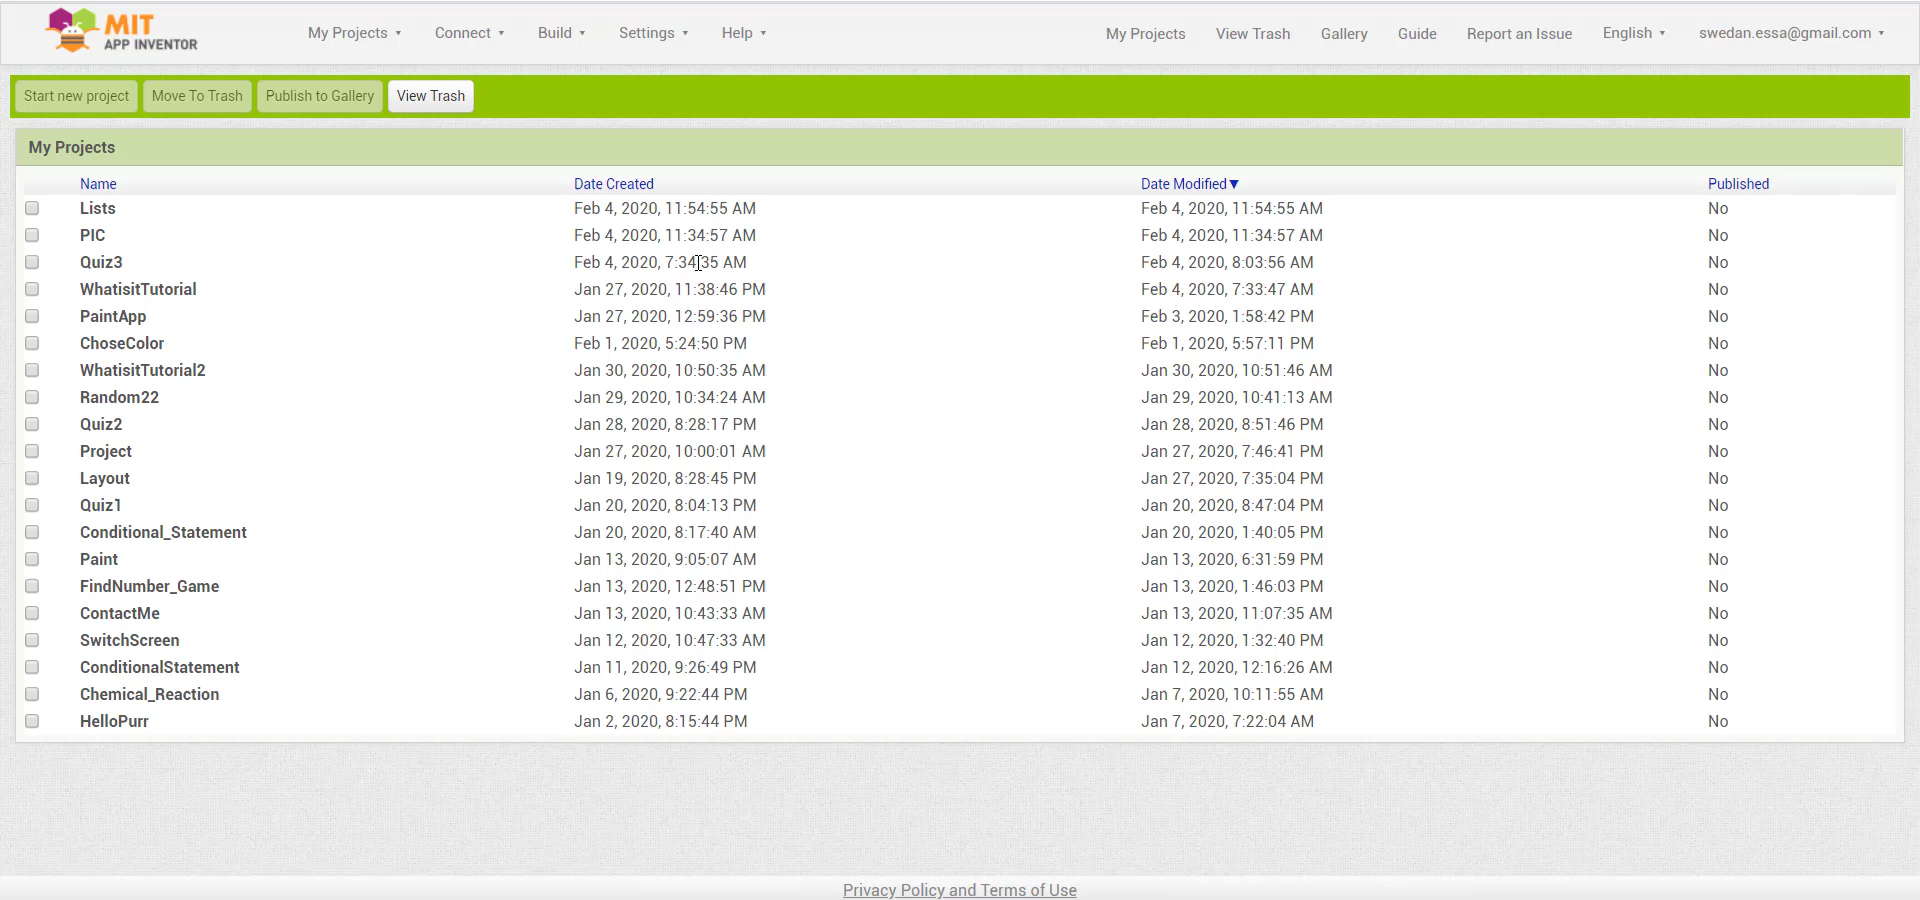 MIT
APP INVENTOR
My Projects ▾ Connect ▾ Build ▾ Settings ▾ Help ▾ My Projects View Trash Gallery Guide Report an Issue English ▾ swedan.essa@gmail.com ▾
Start new project Move To Trash Publish to Gallery View Trash
My Projects
Name Date Created Date Modified▼ Published
Lists Feb 4, 2020, 11:54:55 AM Feb 4, 2020, 11:54:55 AM No
PIC Feb 4, 2020, 11:34:57 AM Feb 4, 2020, 11:34:57 AM No
Quiz3 Feb 4, 2020, 7:34:35 AM Feb 4, 2020, 8:03:56 AM No
WhatisitTutorial Jan 27, 2020, 11:38:46 PM Feb 4, 2020, 7:33:47 AM No
PaintApp Jan 27, 2020, 12:59:36 PM Feb 3, 2020, 1:58:42 PM No
ChoseColor Feb 1, 2020, 5:24:50 PM Feb 1, 2020, 5:57:11 PM No
WhatisitTutorial2 Jan 30, 2020, 10:50:35 AM Jan 30, 2020, 10:51:46 AM No
Random22 Jan 29, 2020, 10:34:24 AM Jan 29, 2020, 10:41:13 AM No
Quiz2 Jan 28, 2020, 8:28:17 PM Jan 28, 2020, 8:51:46 PM No
Project Jan 27, 2020, 10:00:01 AM Jan 27, 2020, 7:46:41 PM No
Layout Jan 19, 2020, 8:28:45 PM Jan 27, 2020, 7:35:04 PM No
Quiz1 Jan 20, 2020, 8:04:13 PM Jan 20, 2020, 8:47:04 PM No
Conditional_Statement Jan 20, 2020, 8:17:40 AM Jan 20, 2020, 1:40:05 PM No
Paint Jan 13, 2020, 9:05:07 AM Jan 13, 2020, 6:31:59 PM No
FindNumber_Game Jan 13, 2020, 12:48:51 PM Jan 13, 2020, 1:46:03 PM No
ContactMe Jan 13, 2020, 10:43:33 AM Jan 13, 2020, 11:07:35 AM No
SwitchScreen Jan 12, 2020, 10:47:33 AM Jan 12, 2020, 1:32:40 PM No
ConditionalStatement Jan 11, 2020, 9:26:49 PM Jan 12, 2020, 12:16:26 AM No
Chemical_Reaction Jan 6, 2020, 9:22:44 PM Jan 7, 2020, 10:11:55 AM No
HelloPurr Jan 2, 2020, 8:15:44 PM Jan 7, 2020, 7:22:04 AM No
Privacy Policy and Terms of Use